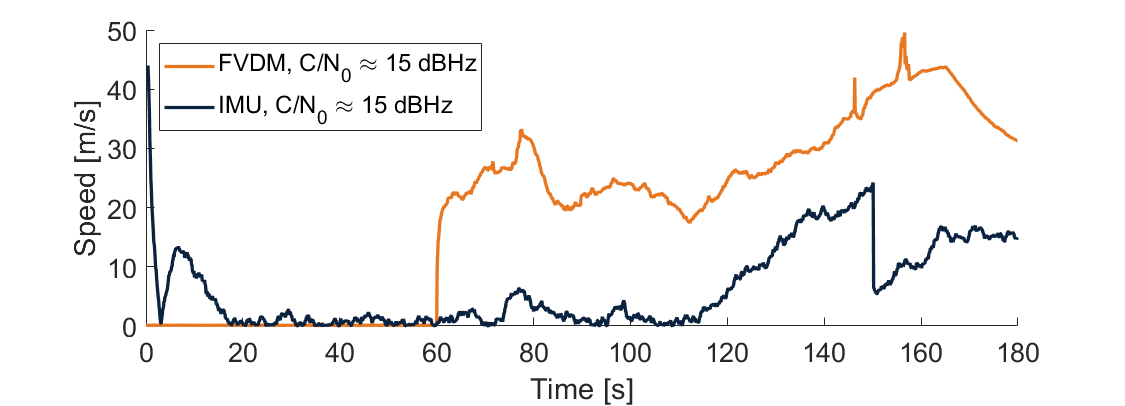 50
40
30
20
10
0
Speed [m/s]
FVDM, C/N₀ ≈ 15 dBHz
IMU, C/N₀ ≈ 15 dBHz
0 20 40 60 80 100 120 140 160 180
Time [s]